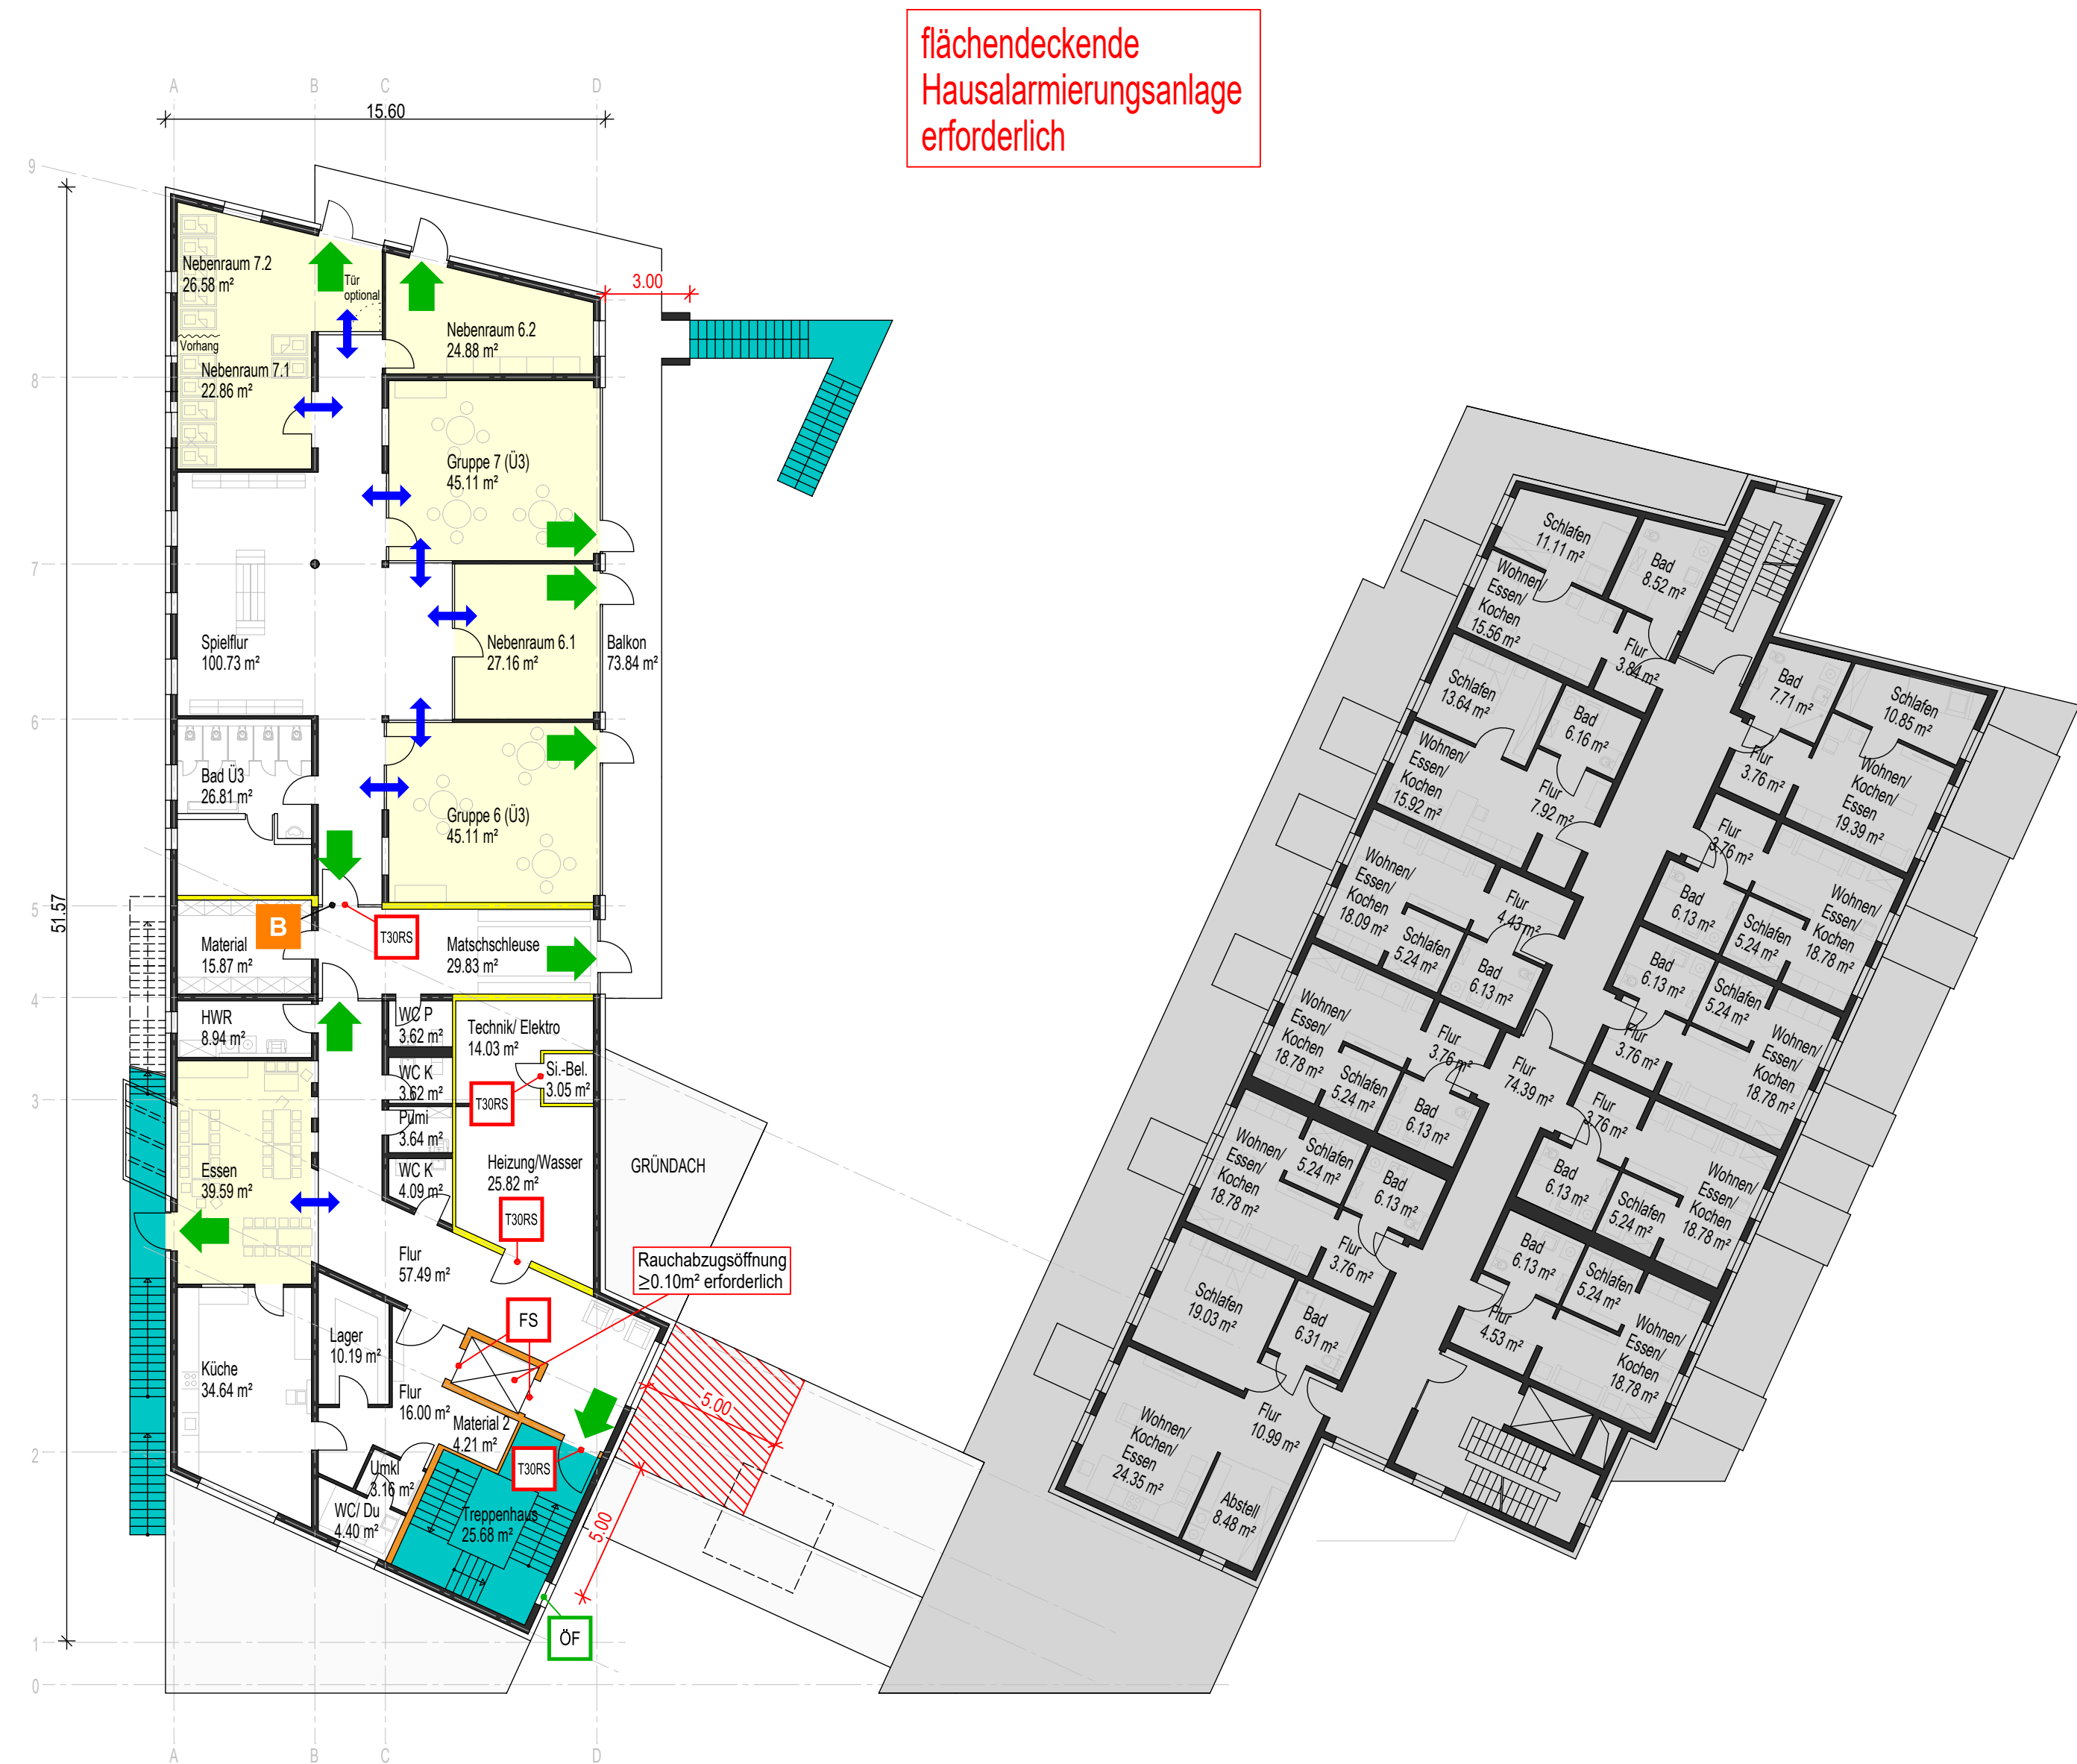 flächendeckende
Hausalarmierungsanlage
erforderlich
A
B
C
D
15.60
9
8
7
6
5
4
3
2
1
0
51.57
Nebenraum 7.2
26.58 m²
Tür
optional
Vorhang
Nebenraum 7.1
22.86 m²
Nebenraum 6.2
24.88 m²
3.00
Gruppe 7 (Ü3)
45.11 m²
Spielflur
100.73 m²
Nebenraum 6.1
27.16 m²
Balkon
73.84 m²
Bad Ü3
26.81 m²
Gruppe 6 (Ü3)
45.11 m²
B
T30RS
Material
15.87 m²
Matschschleuse
29.83 m²
HWR
8.94 m²
WC P
3.62 m²
Technik/ Elektro
14.03 m²
WC K
3.62 m²
Si.-Bel.
3.05 m²
T30RS
Pumi
3.64 m²
Essen
39.59 m²
WC K
4.09 m²
Heizung/Wasser
25.82 m²
GRÜNDACH
T30RS
Flur
57.49 m²
Rauchabzugsöffnung
≥0.10m² erforderlich
FS
Lager
10.19 m²
Küche
34.64 m²
Flur
16.00 m²
Material 2
4.21 m²
5.00
T30RS
Umkl
3.16 m²
WC/ Du
4.40 m²
Treppenhaus
25.68 m²
5.00
ÖF
A
B
C
D
Schlafen
11.11 m²
Bad
8.52 m²
Wohnen/
Essen/
Kochen
15.56 m²
Flur
3.84 m²
Schlafen
13.64 m²
Bad
6.16 m²
Wohnen/
Essen/
Kochen
15.92 m²
Flur
7.92 m²
Bad
7.71 m²
Schlafen
10.85 m²
Flur
3.76 m²
Wohnen/
Kochen/
Essen
19.39 m²
Flur
3.76 m²
Bad
6.13 m²
Schlafen
5.24 m²
Wohnen/
Essen/
Kochen
18.78 m²
Wohnen/
Essen/
Kochen
18.09 m²
Flur
4.43 m²
Schlafen
5.24 m²
Bad
6.13 m²
Bad
6.13 m²
Schlafen
5.24 m²
Flur
3.76 m²
Wohnen/
Essen/
Kochen
18.78 m²
Wohnen/
Essen/
Kochen
18.78 m²
Flur
3.76 m²
Schlafen
5.24 m²
Bad
6.13 m²
Flur
74.39 m²
Flur
3.76 m²
Bad
6.13 m²
Schlafen
5.24 m²
Wohnen/
Essen/
Kochen
18.78 m²
Wohnen/
Essen/
Kochen
18.78 m²
Schlafen
5.24 m²
Bad
6.13 m²
Flur
3.76 m²
Bad
6.13 m²
Schlafen
5.24 m²
Flur
4.53 m²
Wohnen/
Essen/
Kochen
18.78 m²
Schlafen
19.03 m²
Bad
6.31 m²
Wohnen/
Kochen/
Essen
24.35 m²
Flur
10.99 m²
Abstell
8.48 m²